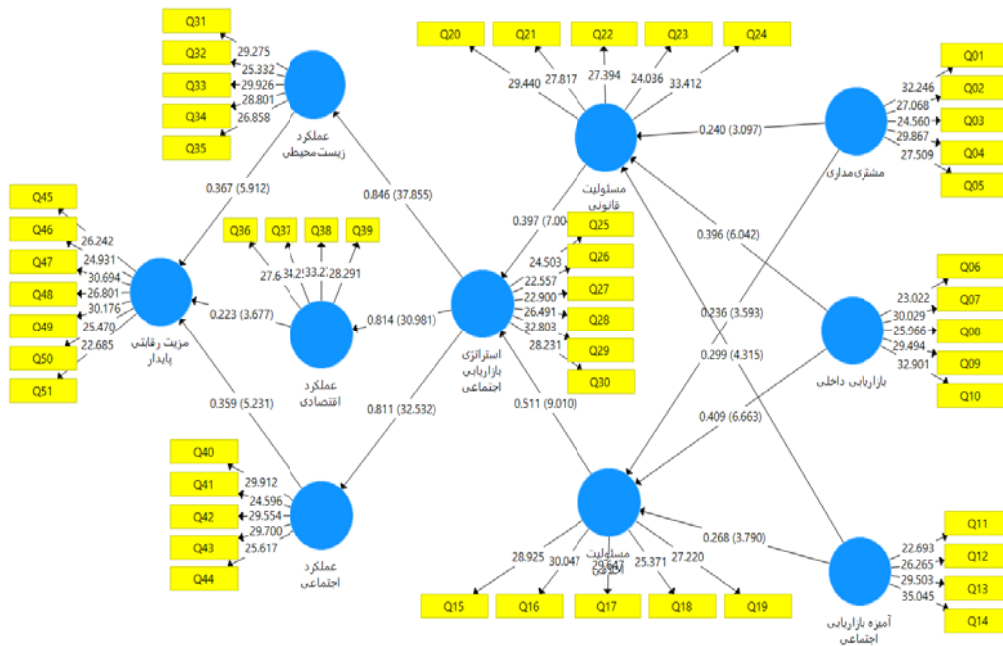 Q31
Q32
Q33
Q34
Q35
29.275
25.332
29.926
28.801
26.858
عملکرد
زیست‌محیطی
Q20
Q21
Q22
Q23
Q24
29.440
27.817
27.394
24.036
33.412
مسئولیت
قانونی
Q01
Q02
Q03
Q04
Q05
32.246
27.068
24.560
29.867
27.509
مشتری‌مداری
0.240 (3.097)
0.367 (5.912)
0.846 (37.855)
0.397 (7.00
0.396 (6.042)
Q45
Q46
Q47
Q48
Q49
Q50
Q51
26.242
24.931
30.694
26.801
30.176
25.470
22.685
مزیت رقابتی
پایدار
Q36
Q37
Q38
Q39
28.291
عملکرد
اقتصادی
0.223 (3.677)
0.814 (30.981)
Q25
Q26
Q27
Q28
Q29
Q30
24.503
22.557
22.900
26.491
32.803
28.231
استراتژی
بازاریابی
اجتماعی
0.236 (3.593)
0.299 (4.315)
Q06
Q07
Q08
Q09
Q10
23.022
30.029
25.966
29.494
32.901
بازاریابی داخلی
0.359 (5.231)
0.811 (32.532)
0.511 (9.010)
0.409 (6.663)
Q40
Q41
Q42
Q43
Q44
29.912
24.596
29.554
29.700
25.617
عملکرد
اجتماعی
مسئولیت
28.925
30.047
29.647
25.371
27.220
Q15
Q16
Q17
Q18
Q19
0.268 (3.790)
Q11
Q12
Q13
Q14
22.693
26.265
29.503
35.045
آمیزه بازاریابی
اجتماعی